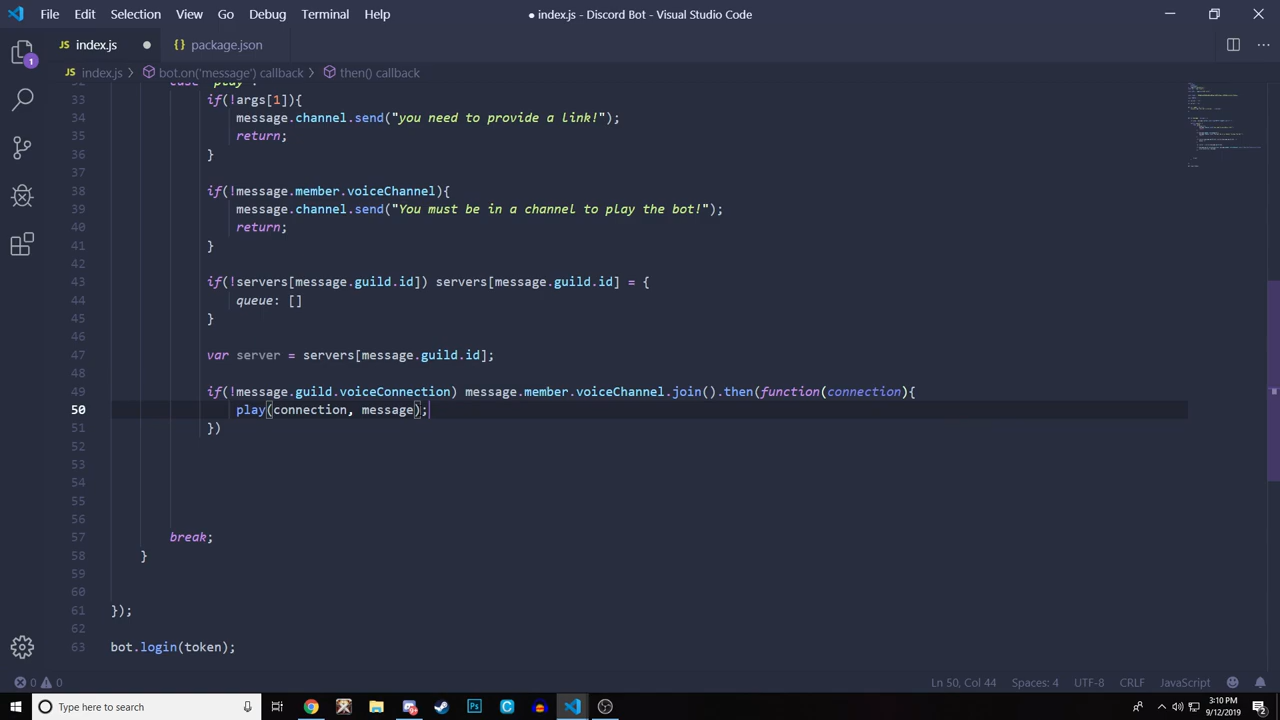 File Edit Selection View Go Debug Terminal Help
● index.js - Discord Bot - Visual Studio Code
JS index.js ●
{} package.json
JS index.js > bot.on('message') callback > then() callback
33 if(!args[1]){
34 message.channel.send("you need to provide a link!");
35 return;
36 }
37
38 if(!message.member.voiceChannel){
39 message.channel.send("You must be in a channel to play the bot!");
40 return;
41 }
42
43 if(!servers[message.guild.id]) servers[message.guild.id] = {
44 queue: []
45 }
46
47 var server = servers[message.guild.id];
48
49 if(!message.guild.voiceConnection) message.member.voiceChannel.join().then(function(connection){
50 play(connection, message);
51 })
52
53
54
55
56
57 break;
58 }
59
60
61 });
62
63 bot.login(token);
1
0 0
Ln 50, Col 44 Spaces: 4 UTF-8 CRLF JavaScript
Type here to search
3:10 PM
9/12/2019
2